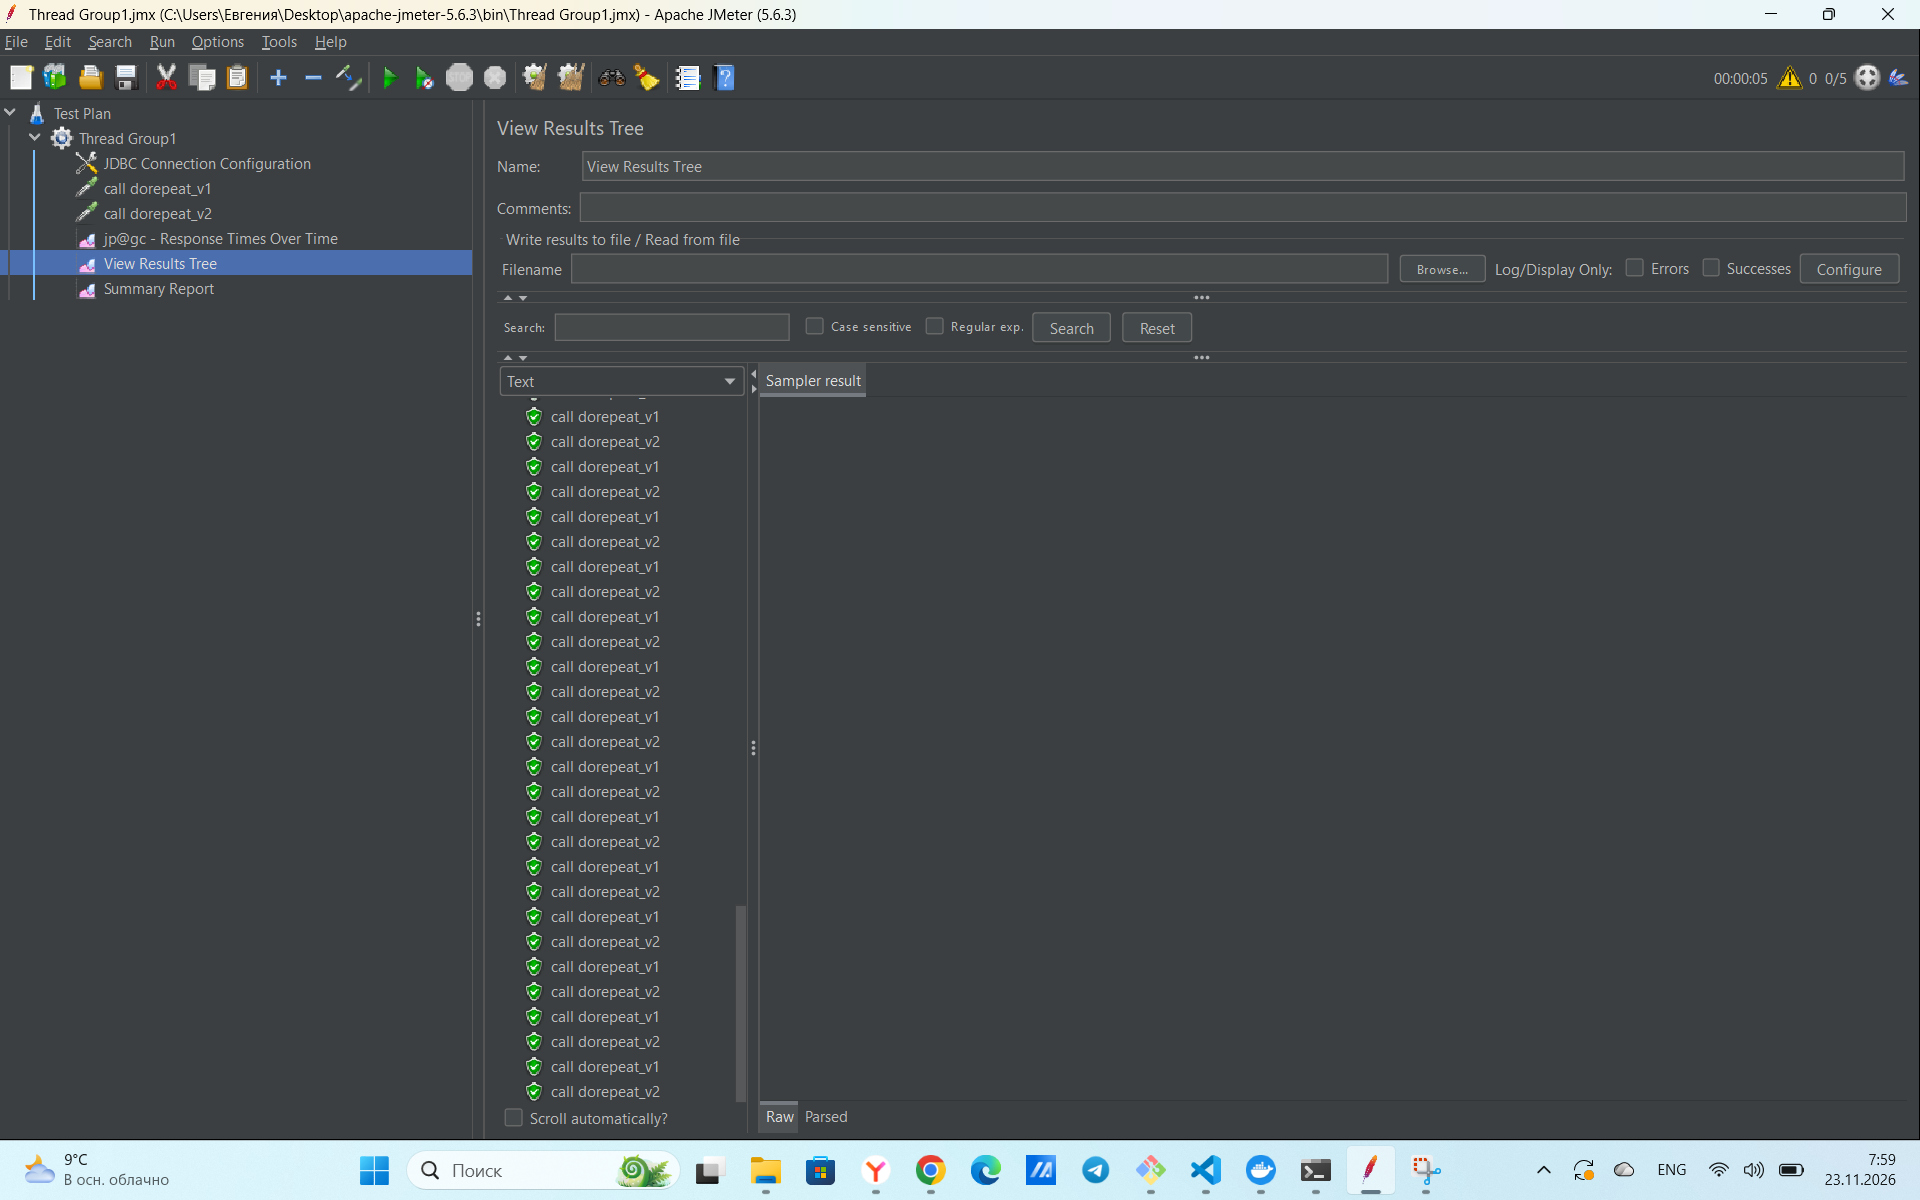 Thread Group1.jmx (C:\Users\Евгения\Desktop\apache-jmeter-5.6.3\bin\Thread Group1.jmx) - Apache JMeter (5.6.3)
File Edit Search Run Options Tools Help
STOP
00:00:05 0 0/5
Test Plan
Thread Group1
JDBC Connection Configuration
call dorepeat_v1
call dorepeat_v2
jp@gc - Response Times Over Time
View Results Tree
Summary Report
View Results Tree
Name: View Results Tree
Comments:
Write results to file / Read from file
Filename Browse... Log/Display Only: Errors Successes Configure
Search: Case sensitive Regular exp. Search Reset
Text
Sampler result
call dorepeat_v1
call dorepeat_v2
call dorepeat_v1
call dorepeat_v2
call dorepeat_v1
call dorepeat_v2
call dorepeat_v1
call dorepeat_v2
call dorepeat_v1
call dorepeat_v2
call dorepeat_v1
call dorepeat_v2
call dorepeat_v1
call dorepeat_v2
call dorepeat_v1
call dorepeat_v2
call dorepeat_v1
call dorepeat_v2
call dorepeat_v1
call dorepeat_v2
call dorepeat_v1
call dorepeat_v2
call dorepeat_v1
call dorepeat_v2
call dorepeat_v1
call dorepeat_v2
call dorepeat_v1
call dorepeat_v2
Scroll automatically?
Raw Parsed
9°C
В осн. облачно
Поиск
ENG
7:59
23.11.2026